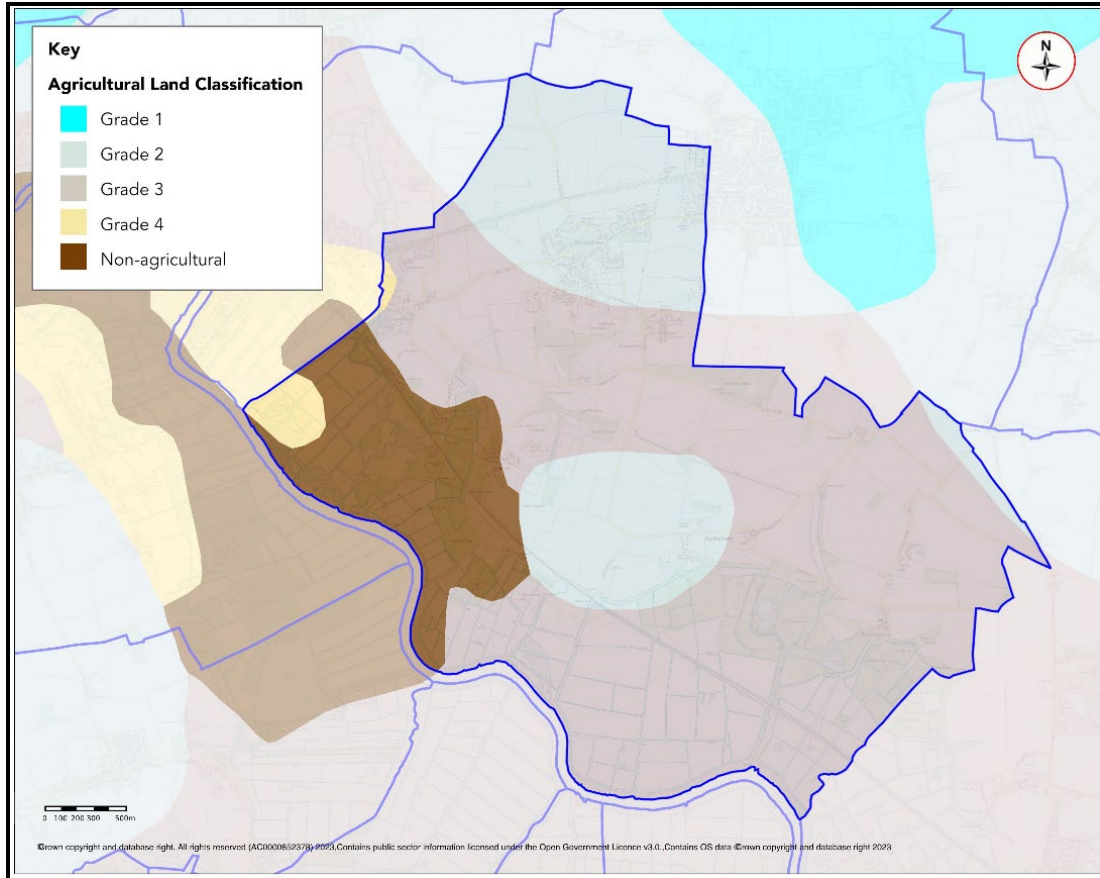 Key
Agricultural Land Classification
Grade 1
Grade 2
Grade 3
Grade 4
Non-agricultural
N
0 100 200 300 500m
©rown copyright and database right. All rights reserved (AC0000852378) 2023,Contains public sector information licensed under the Open Government Licence v3.0.,Contains OS data ©rown copyright and database right 2023